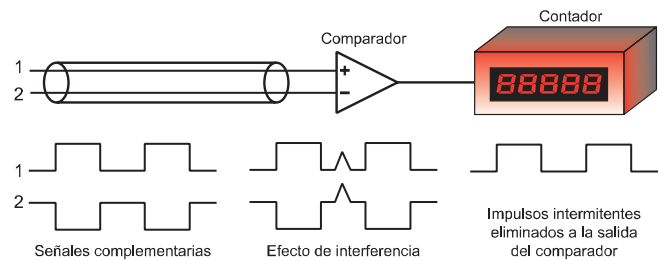 Contador
Comparador
1
2
+
−
88888
1
2
Señales complementarias
Efecto de interferencia
Impulsos intermitentes
eliminados a la salida
del comparador